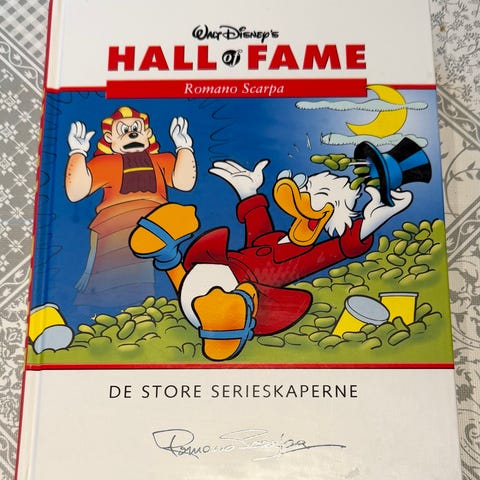 Walt Disney's
HALL of FAME
Romano Scarpa
DE STORE SERIESKAPERNE
Romano Scarpa